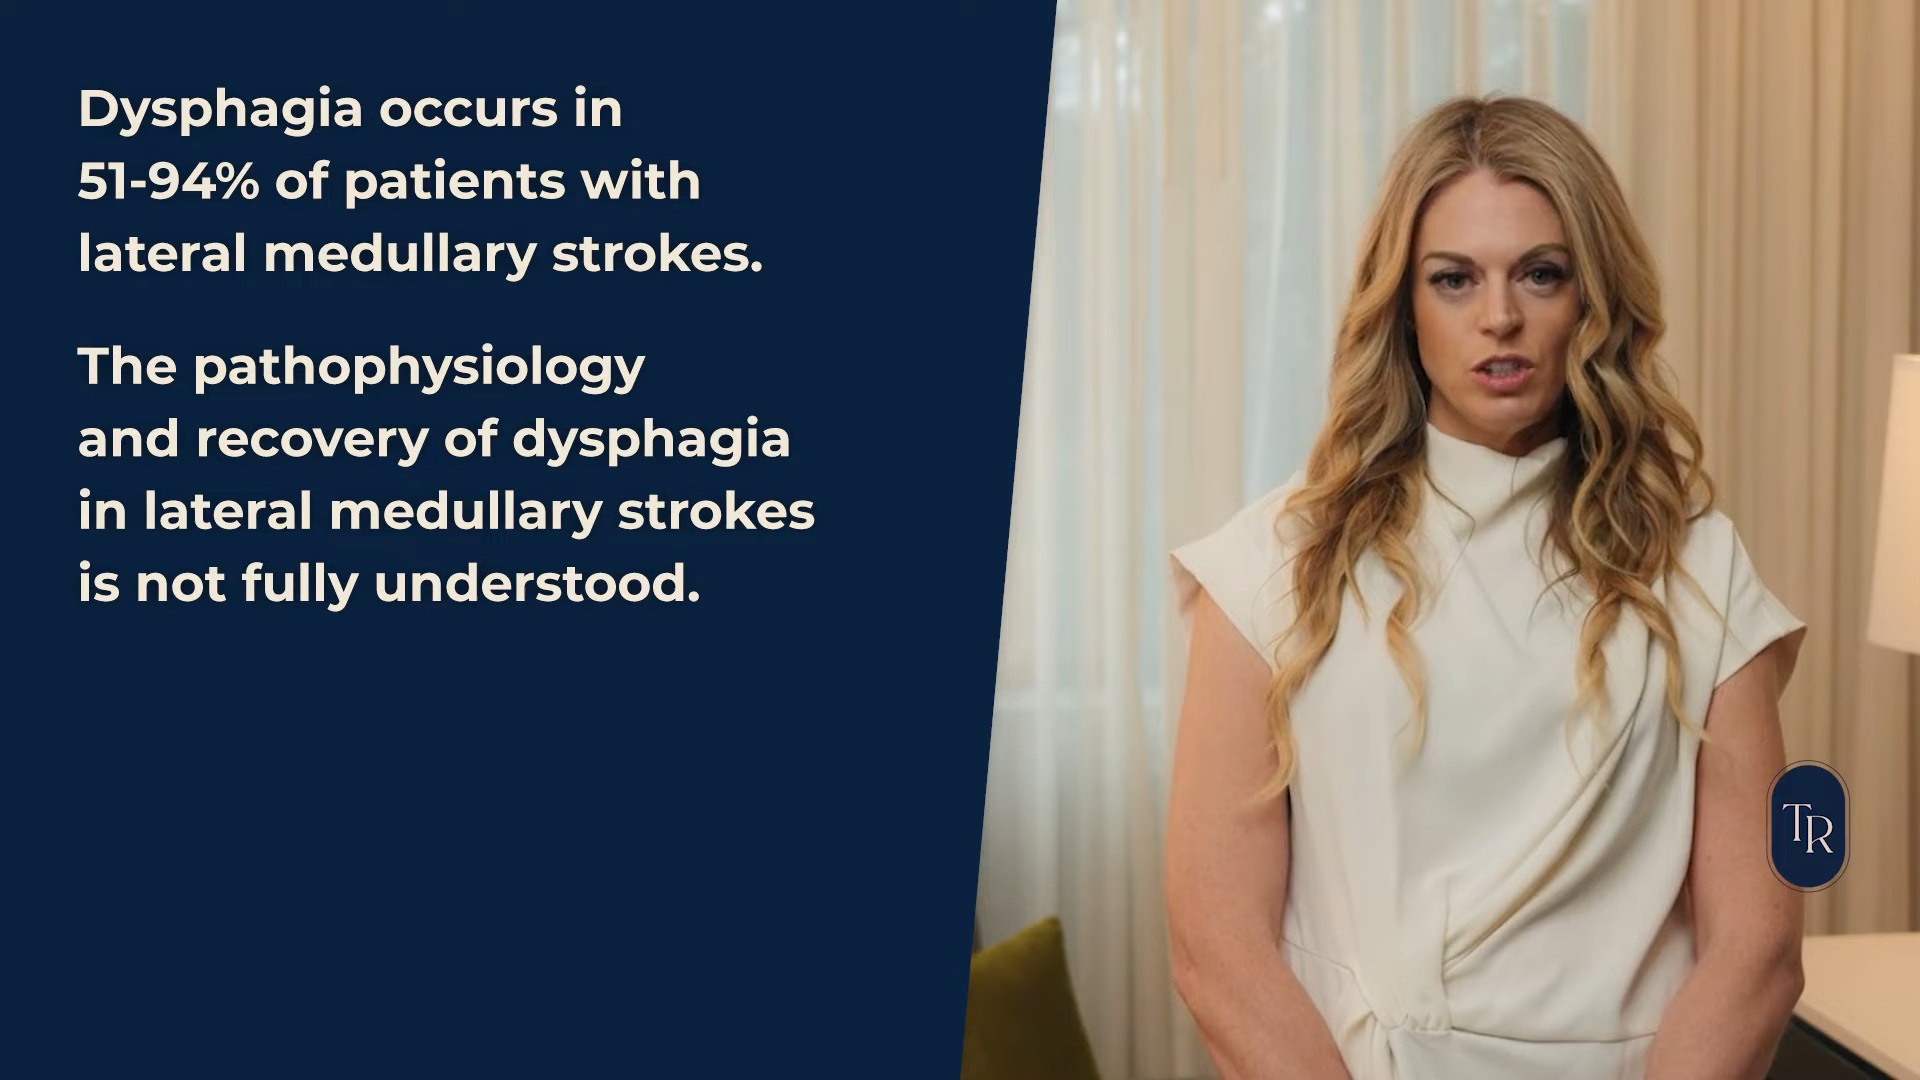 Dysphagia occurs in
51-94% of patients with
lateral medullary strokes.
The pathophysiology
and recovery of dysphagia
in lateral medullary strokes
is not fully understood.
TR